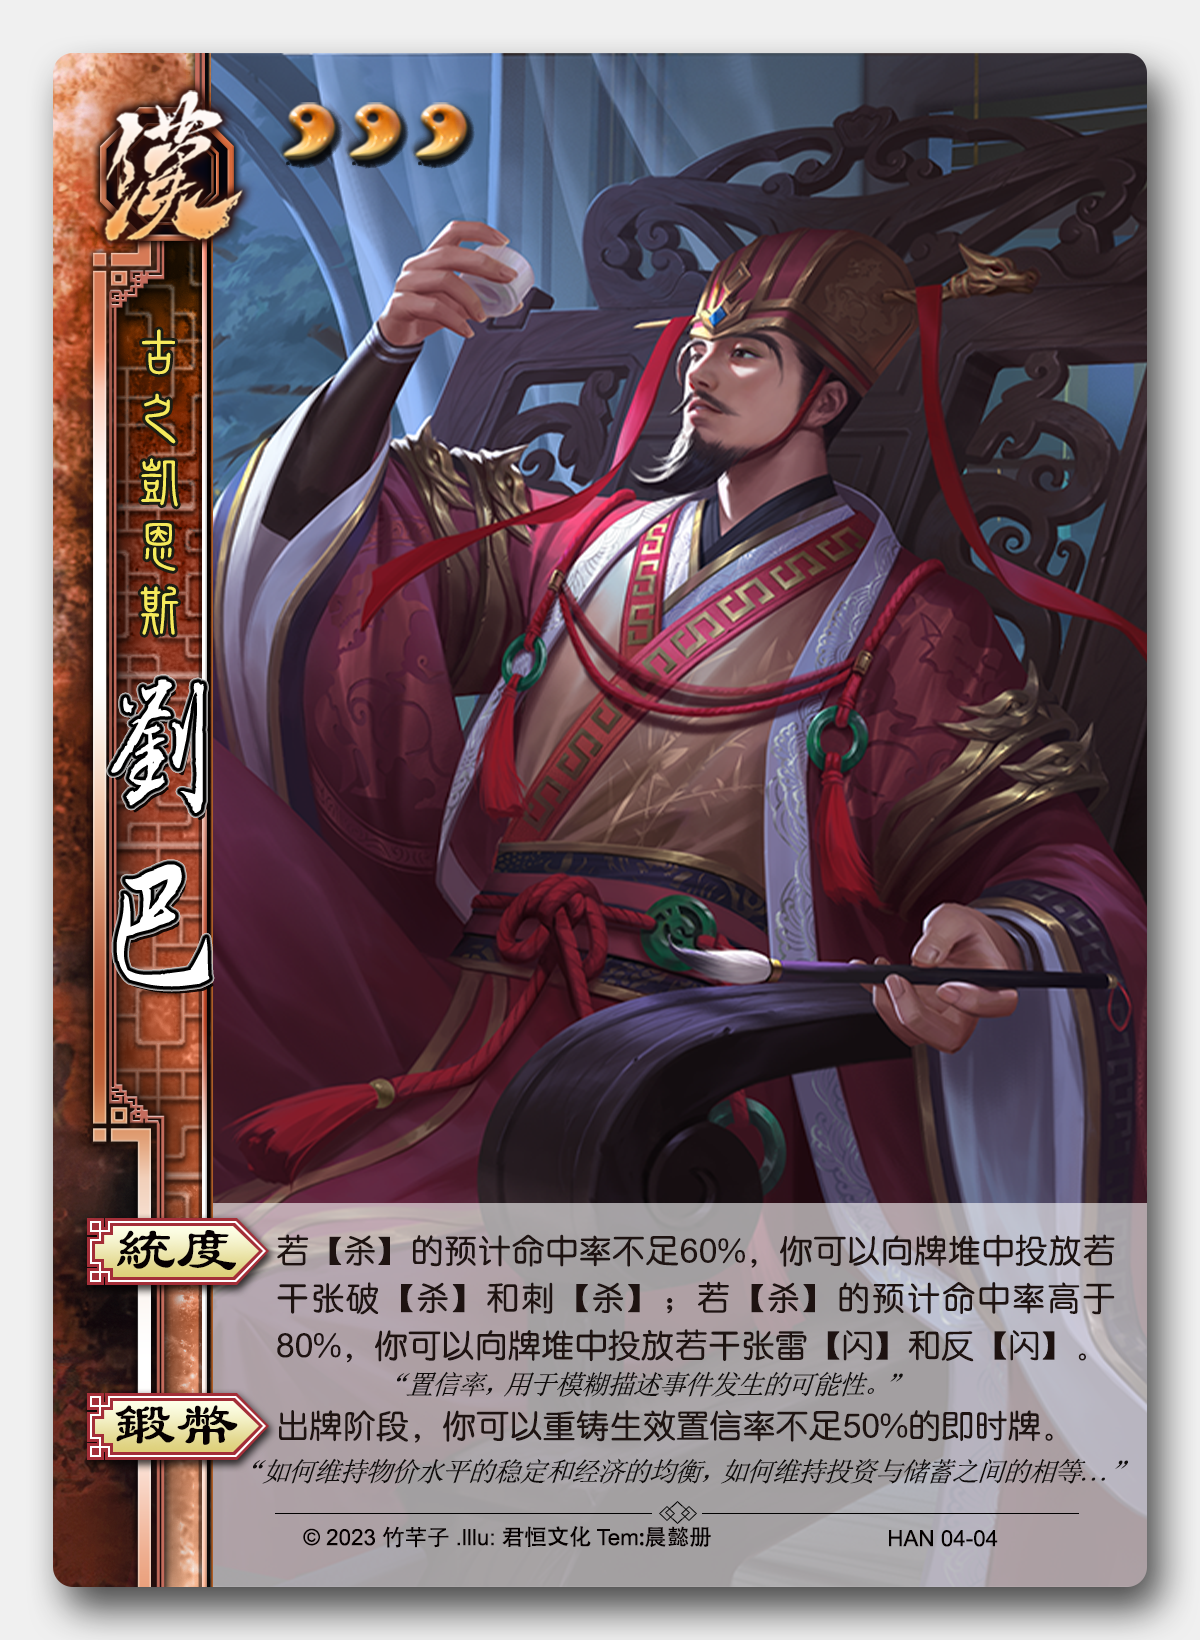 漢
古之凱恩斯
劉巴
統度
若【杀】的预计命中率不足60%，你可以向牌堆中投放若
干张破【杀】和刺【杀】；若【杀】的预计命中率高于
80%，你可以向牌堆中投放若干张雷【闪】和反【闪】。
“置信率，用于模糊描述事件发生的可能性。”
鍛幣
出牌阶段，你可以重铸生效置信率不足50%的即时牌。
“如何维持物价水平的稳定和经济的均衡，如何维持投资与储蓄之间的相等…”
© 2023 竹芊子 .Illu: 君恒文化 Tem:晨懿册
HAN 04-04